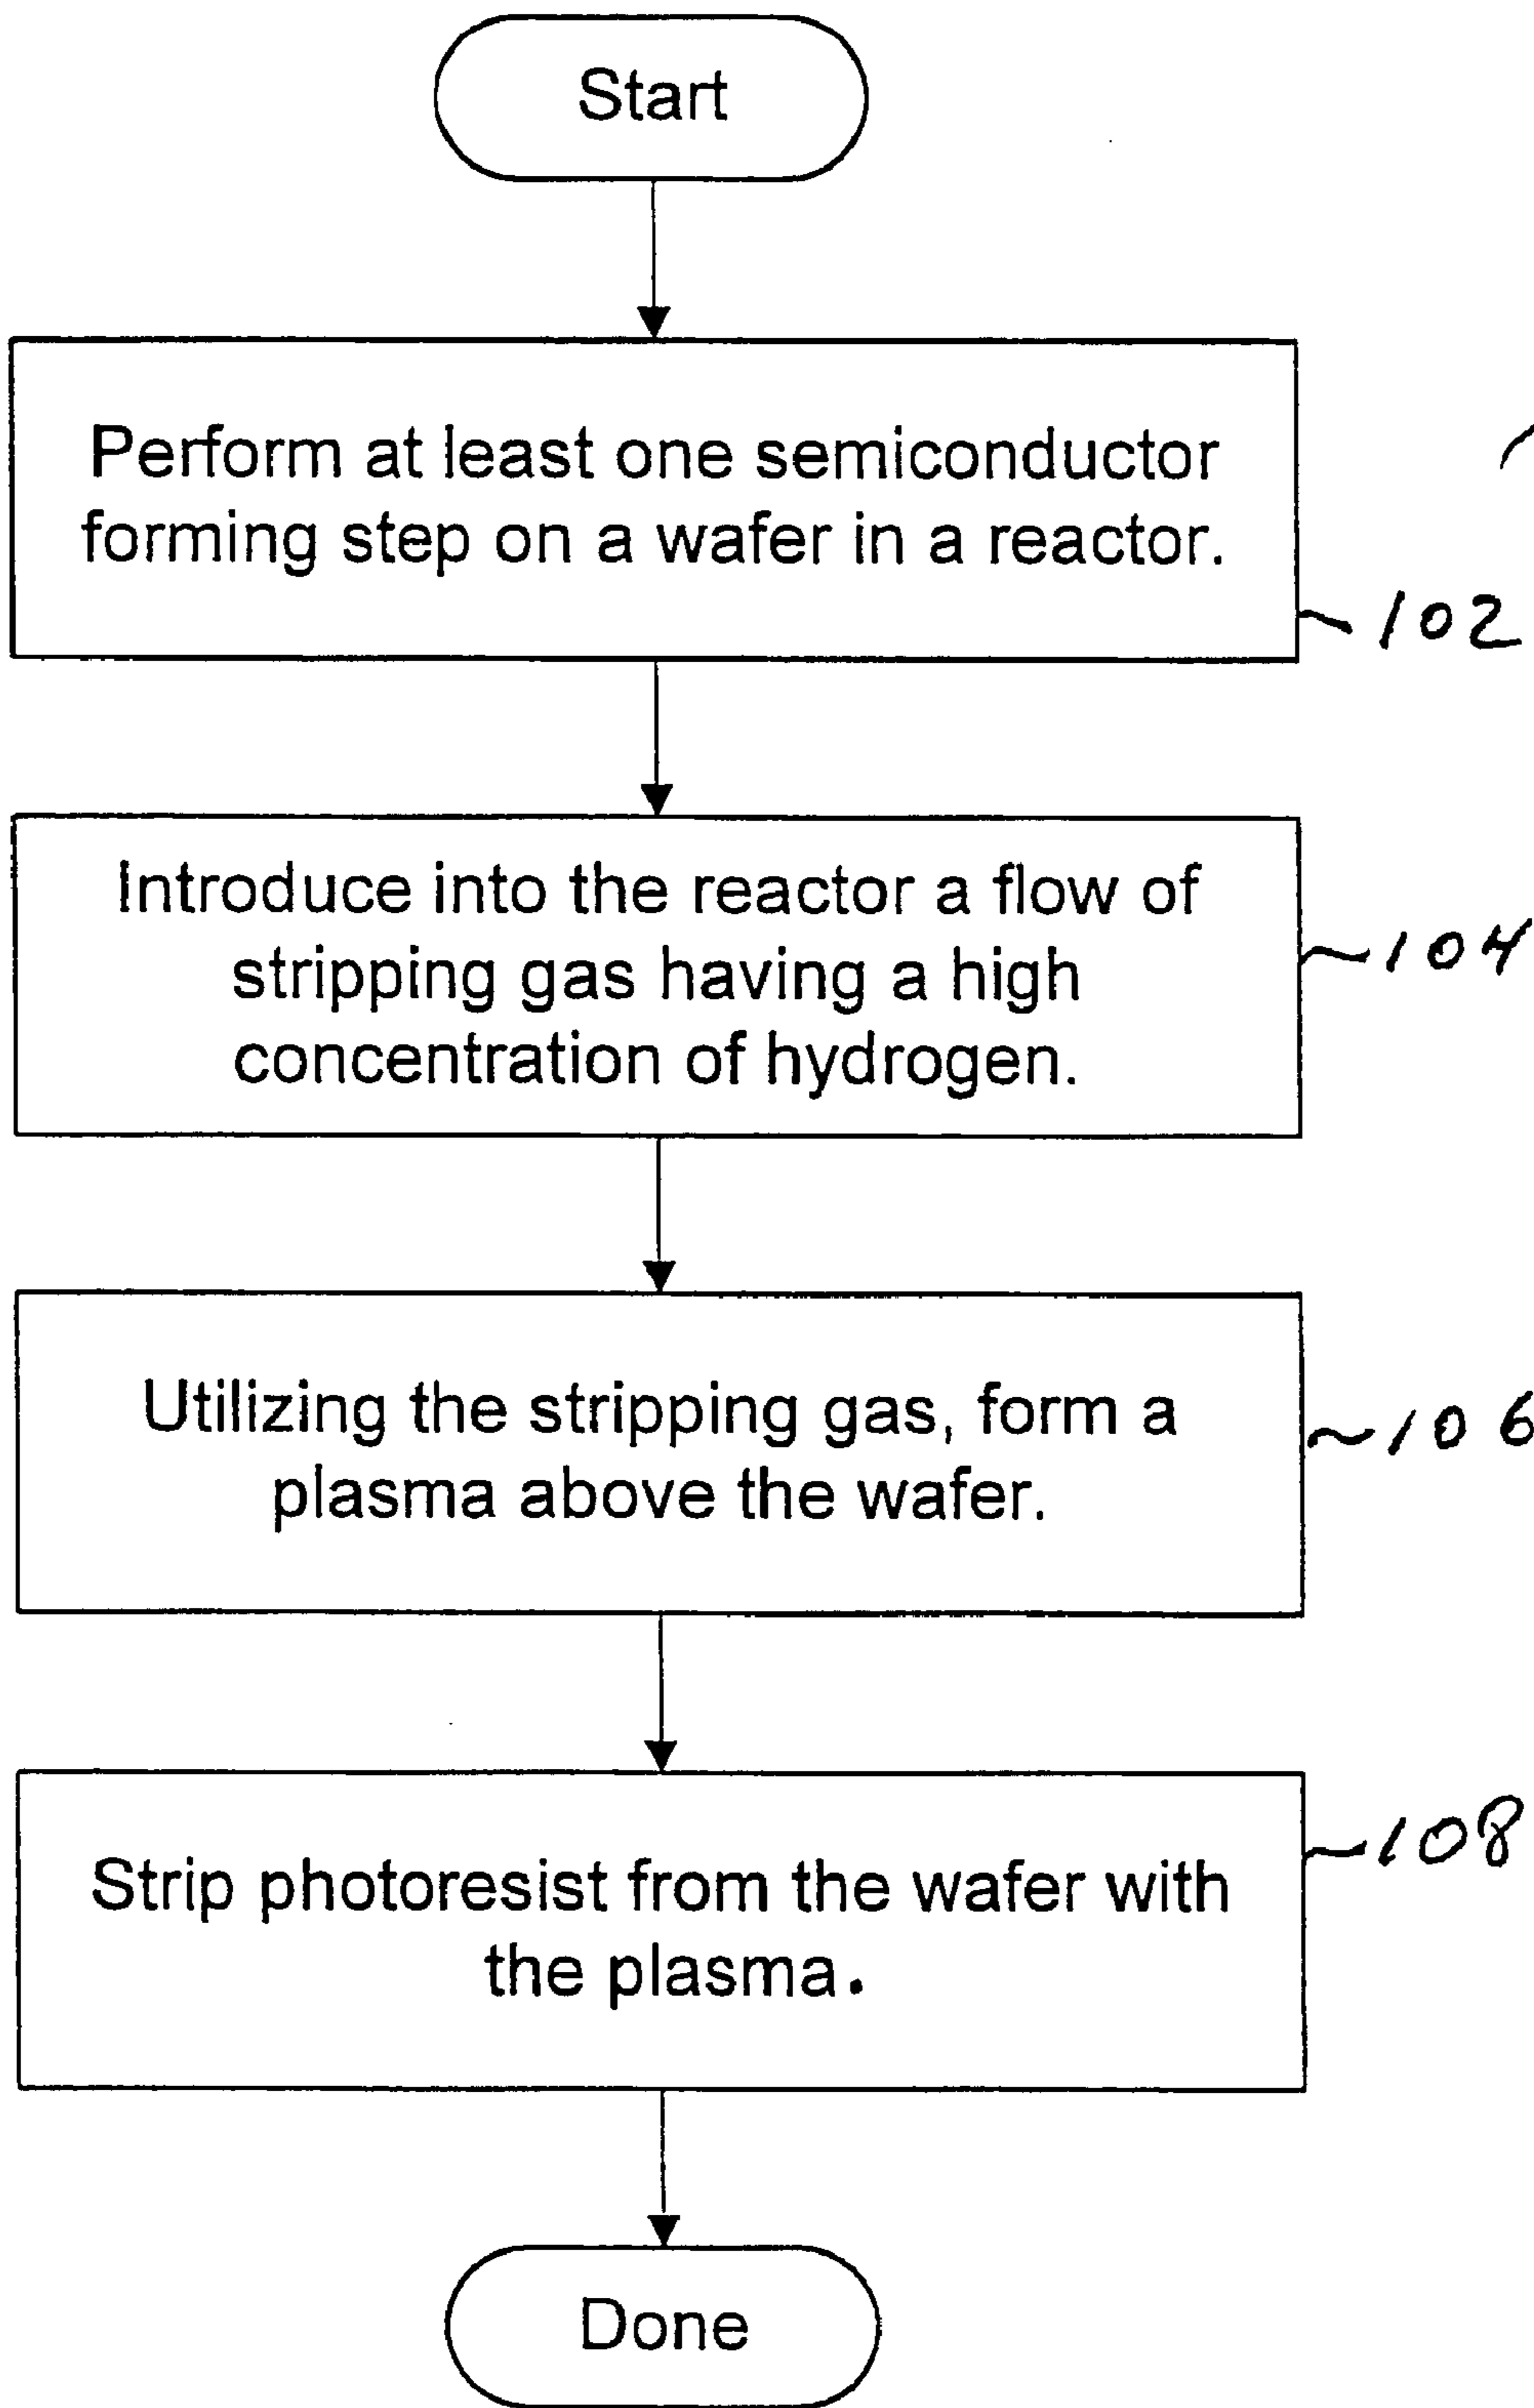 Start
Perform at least one semiconductor
forming step on a wafer in a reactor.
102
Introduce into the reactor a flow of
stripping gas having a high
concentration of hydrogen.
104
Utilizing the stripping gas, form a
plasma above the wafer.
106
Strip photoresist from the wafer with
the plasma.
108
Done